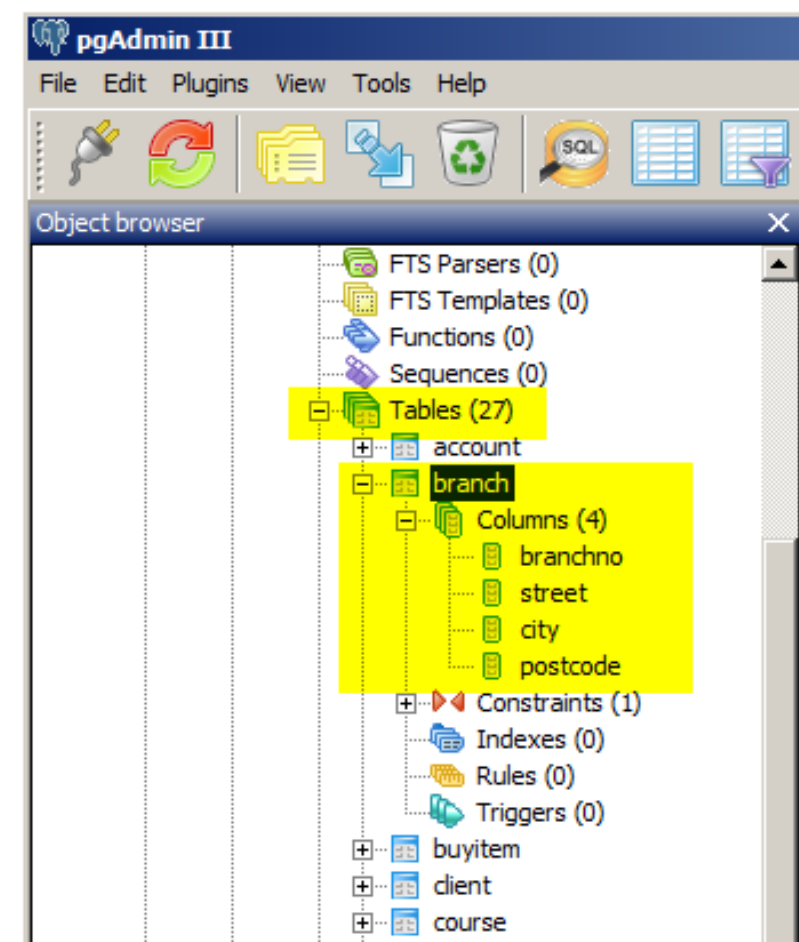 pgAdmin III
File Edit Plugins View Tools Help
SQL
Object browser
FTS Parsers (0)
FTS Templates (0)
Functions (0)
Sequences (0)
Tables (27)
account
branch
Columns (4)
branchno
street
city
postcode
Constraints (1)
Indexes (0)
Rules (0)
Triggers (0)
buyitem
client
course